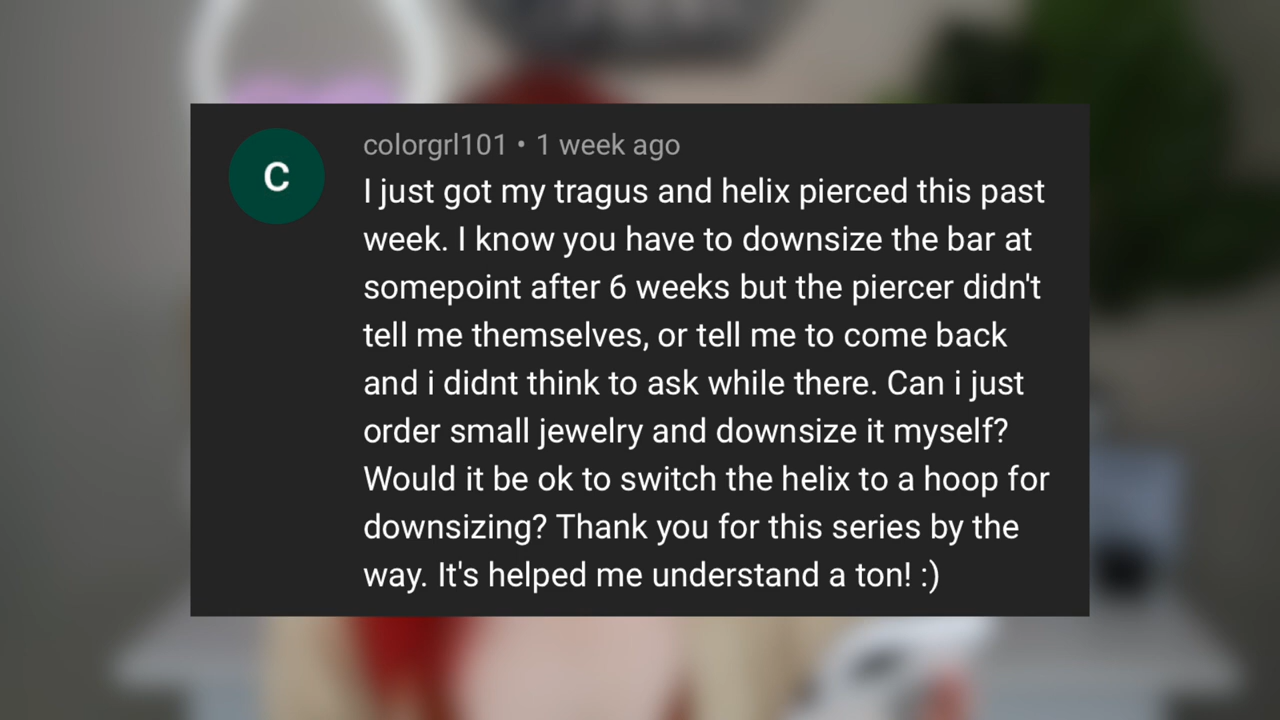 C
colorgrl101 • 1 week ago
I just got my tragus and helix pierced this past
week. I know you have to downsize the bar at
somepoint after 6 weeks but the piercer didn't
tell me themselves, or tell me to come back
and i didnt think to ask while there. Can i just
order small jewelry and downsize it myself?
Would it be ok to switch the helix to a hoop for
downsizing? Thank you for this series by the
way. It's helped me understand a ton! :)